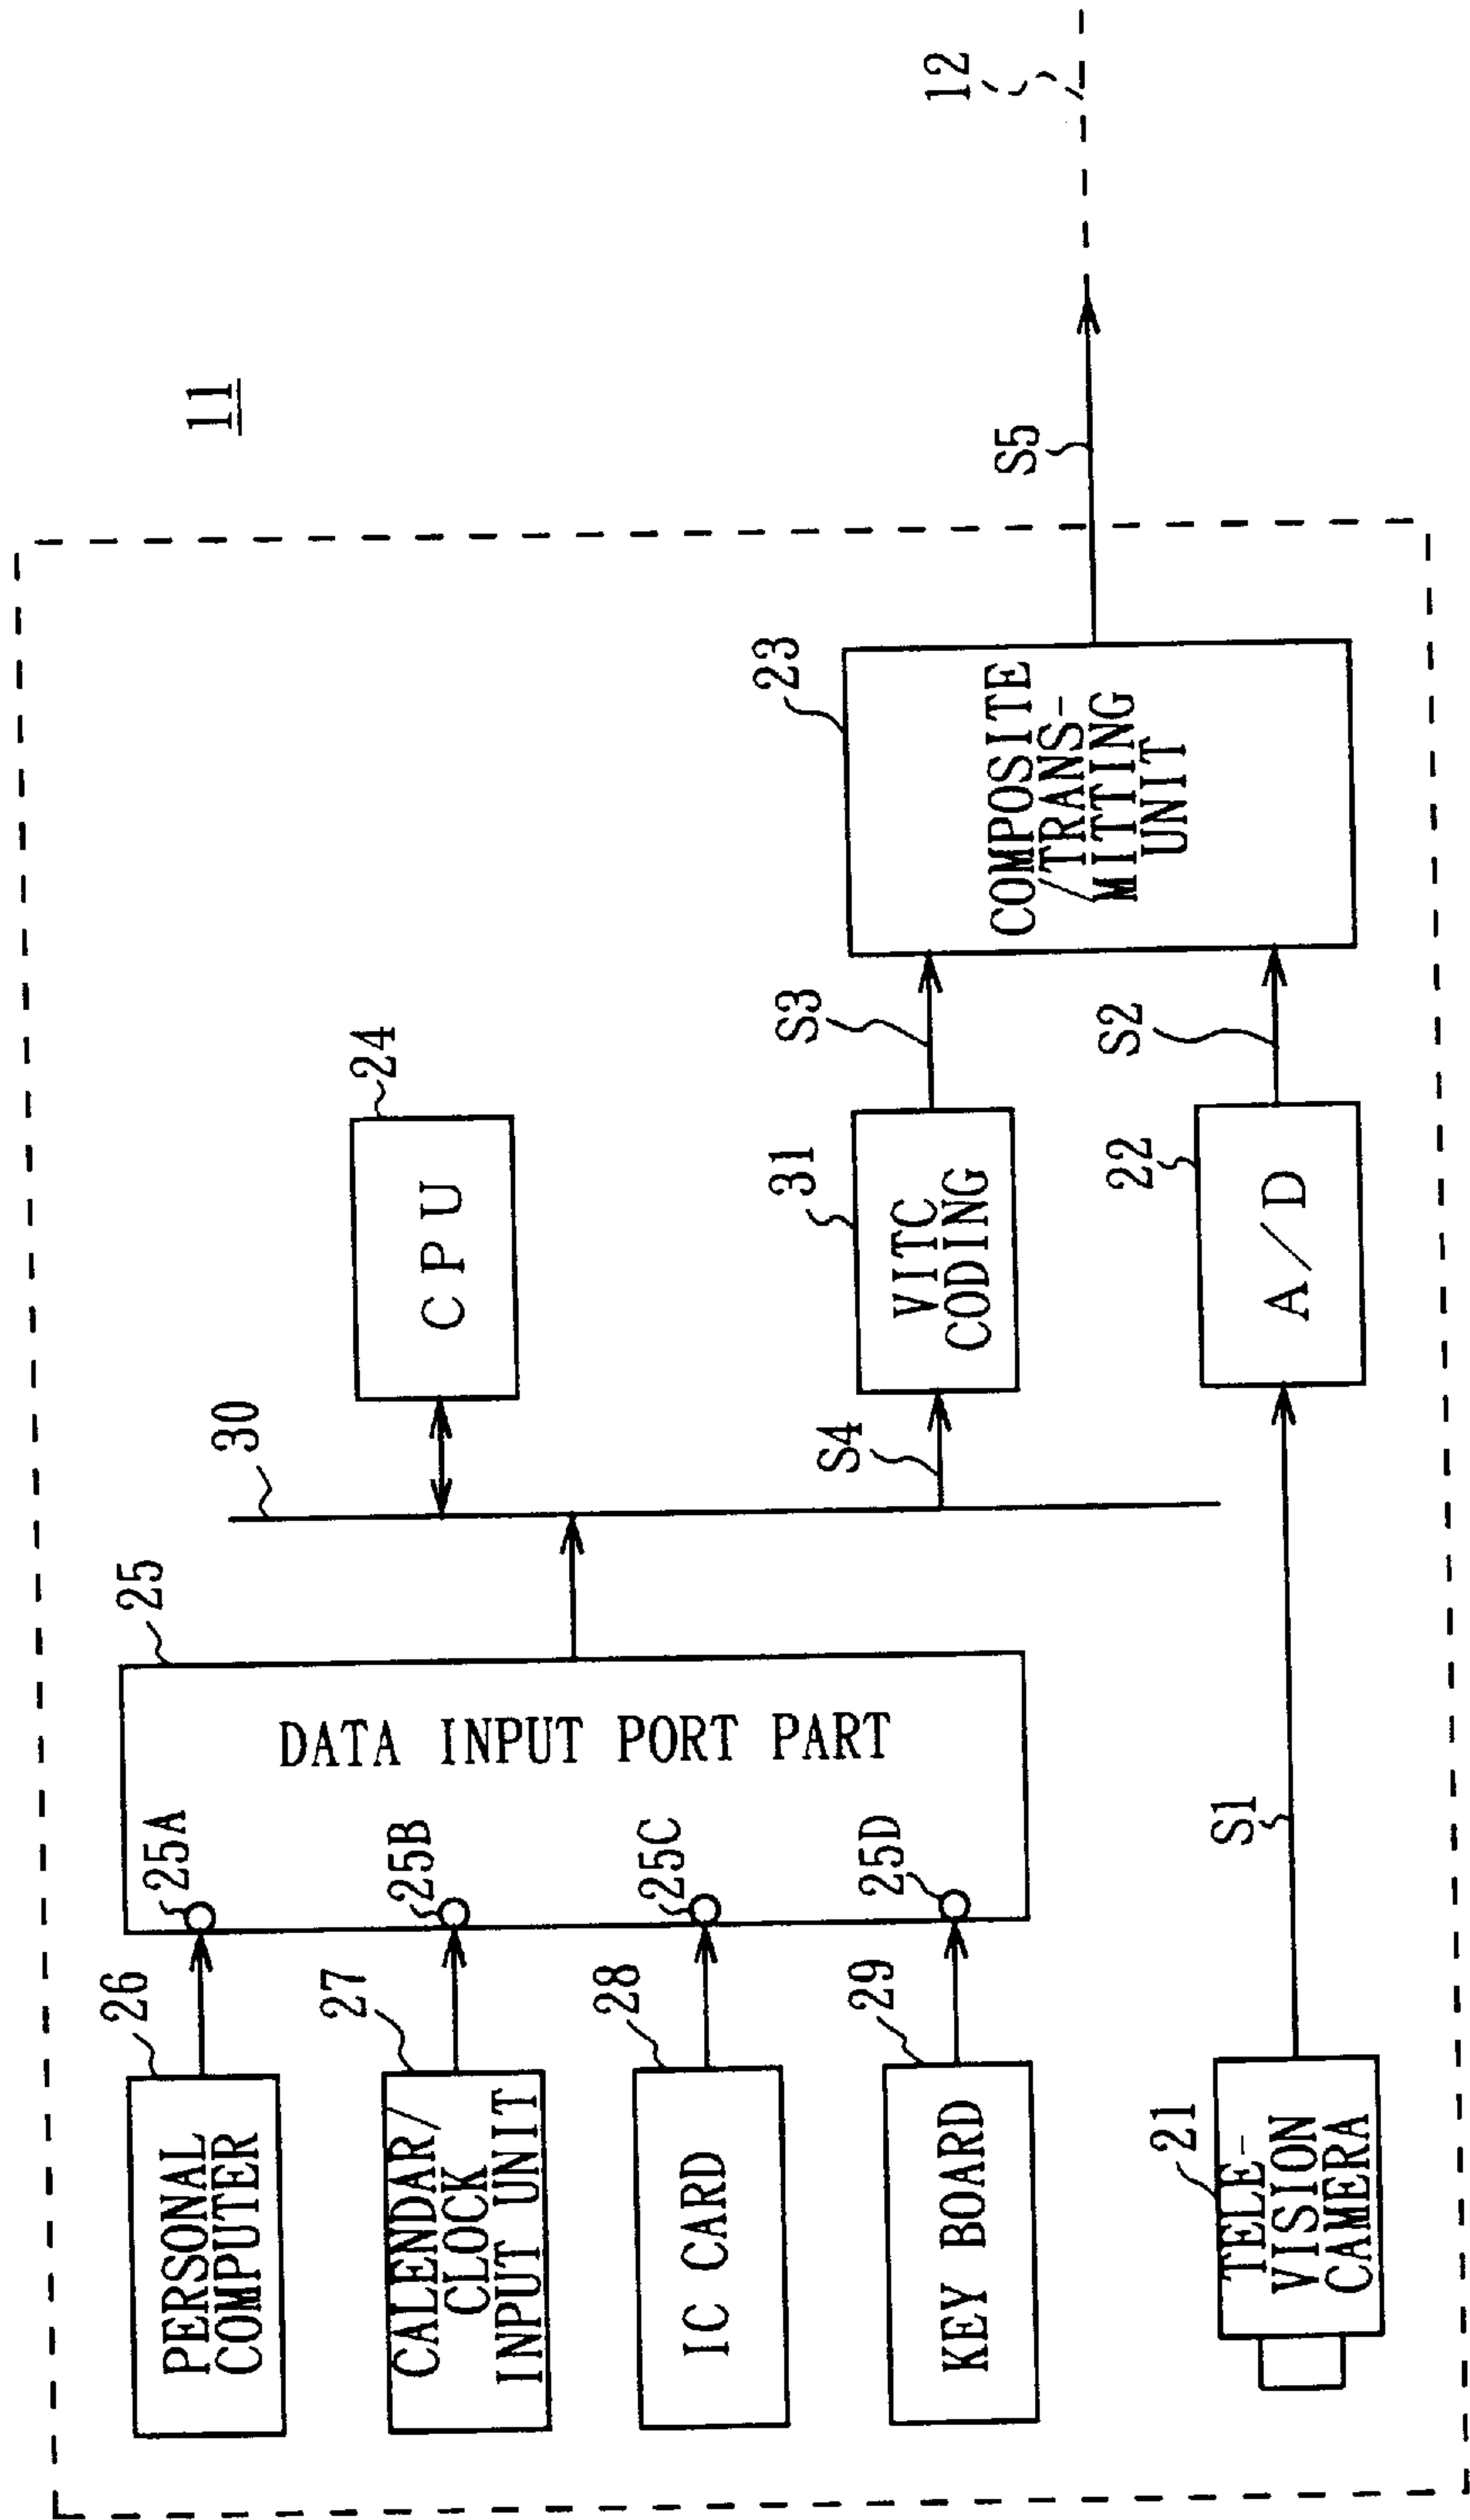 11
12
26
PERSONAL
COMPUTER
25A
25
DATA INPUT PORT PART
30
24
CPU
27
CALENDAR/
CLOCK
INPUT UNIT
25B
28
IC CARD
25C
29
KEY BOARD
25D
S4
31
VITC
CODING
S3
23
COMPOSITE
/TRANS-
MITTING
UNIT
S5
21
TELE-
VISION
CAMERA
S1
22
A/D
S2